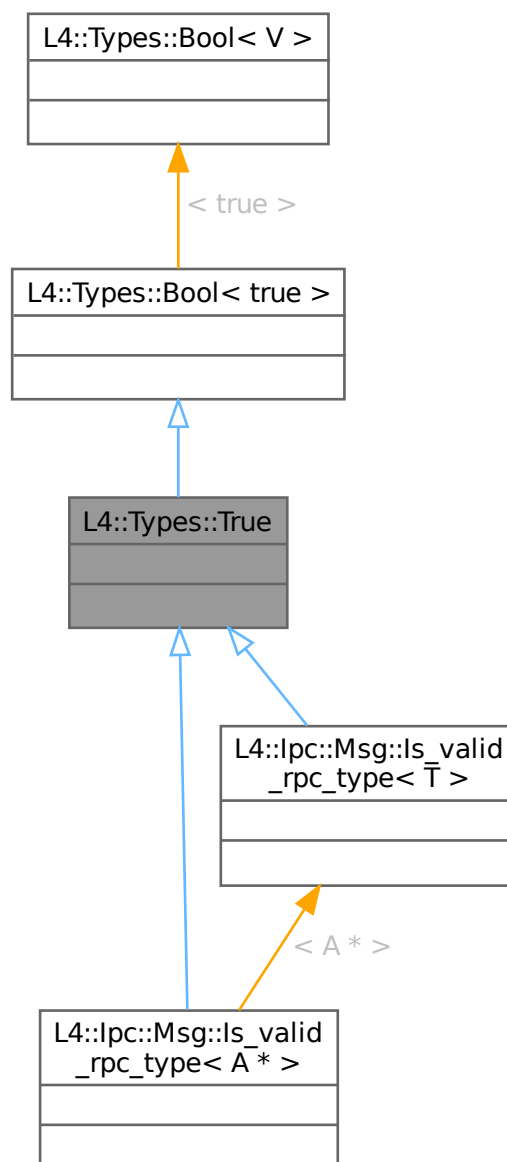 L4::Types::Bool< V >
< true >
L4::Types::Bool< true >
L4::Types::True
L4::Ipc::Msg::Is_valid
_rpc_type< T >
< A * >
L4::Ipc::Msg::Is_valid
_rpc_type< A * >